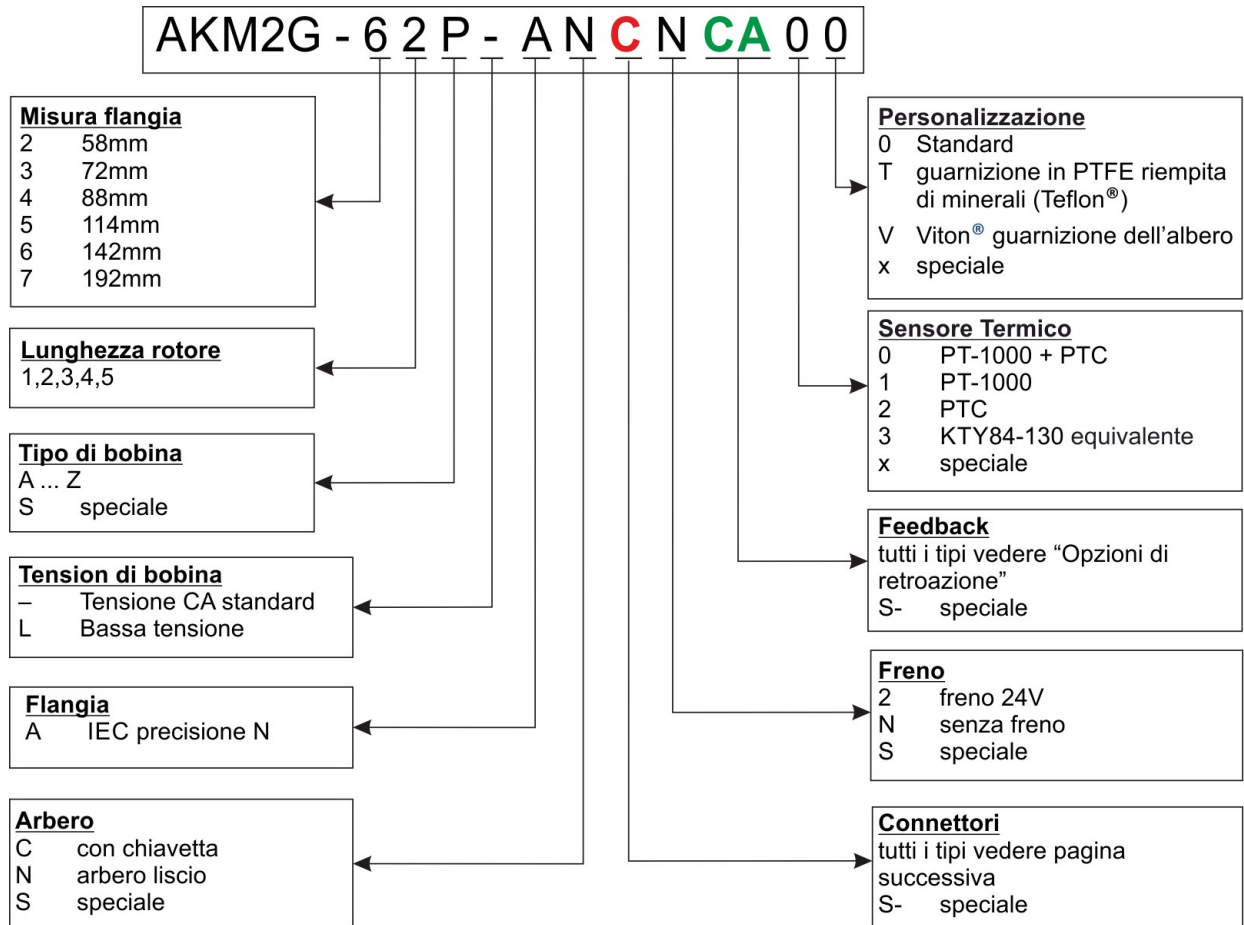 AKM2G - 6 2 P - A N C N CA 0 0
Misura flangia
2 58mm
3 72mm
4 88mm
5 114mm
6 142mm
7 192mm
Lunghezza rotore
1,2,3,4,5
Tipo di bobina
A ... Z
S speciale
Tension di bobina
– Tensione CA standard
L Bassa tensione
Flangia
A IEC precisione N
Arbero
C con chiavetta
N arbero liscio
S speciale
Personalizzazione
0 Standard
T guarnizione in PTFE riempita
di minerali (Teflon®)
V Viton® guarnizione dell’albero
x speciale
Sensore Termico
0 PT-1000 + PTC
1 PT-1000
2 PTC
3 KTY84-130 equivalente
x speciale
Feedback
tutti i tipi vedere “Opzioni di
retroazione”
S- speciale
Freno
2 freno 24V
N senza freno
S speciale
Connettori
tutti i tipi vedere pagina
successiva
S- speciale